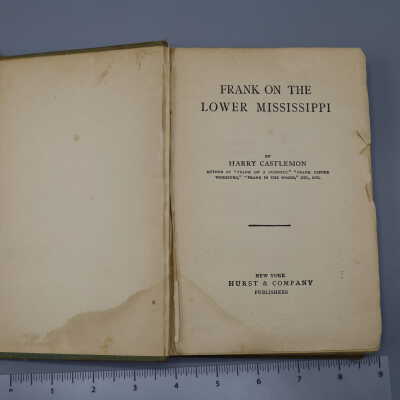 FRANK ON THE
LOWER MISSISSIPPI
BY
HARRY CASTLEMON
AUTHOR OF "FRANK ON A GUNBOAT," "FRANK BEFORE
VICKSBURG," "FRANK IN THE WOODS," ETC., ETC.
NEW YORK
HURST & COMPANY
PUBLISHERS
1 2 3 4 5 6 7 8 9